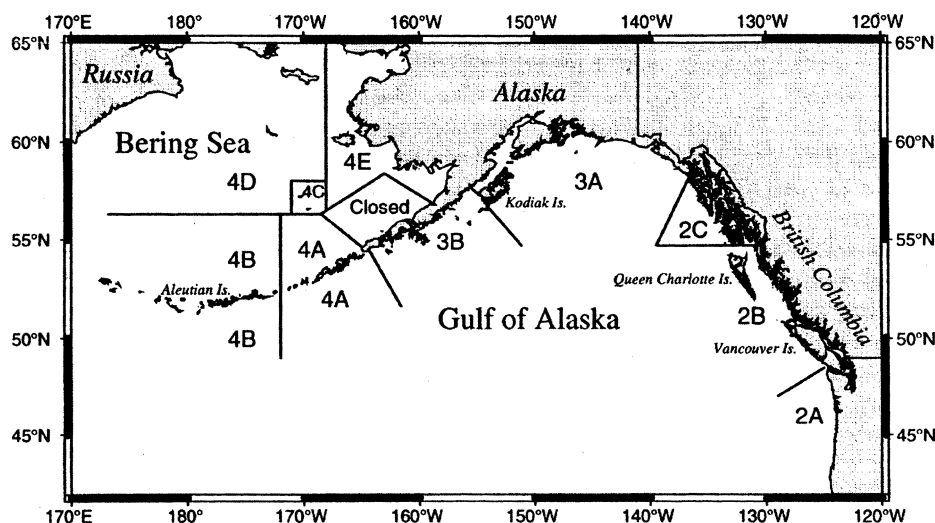 170°E 180° 170°W 160°W 150°W 140°W 130°W 120°W
65°N 65°N
Russia
Alaska
60°N 60°N
Bering Sea
4E
4D
4C
3A
Closed
Kodiak Is.
2C
3B
British Columbia
55°N 55°N
4B
4A
Aleutian Is.
4A
Queen Charlotte Is.
Gulf of Alaska
2B
50°N 50°N
4B
Vancouver Is.
2A
45°N 45°N
170°E 180° 170°W 160°W 150°W 140°W 130°W 120°W